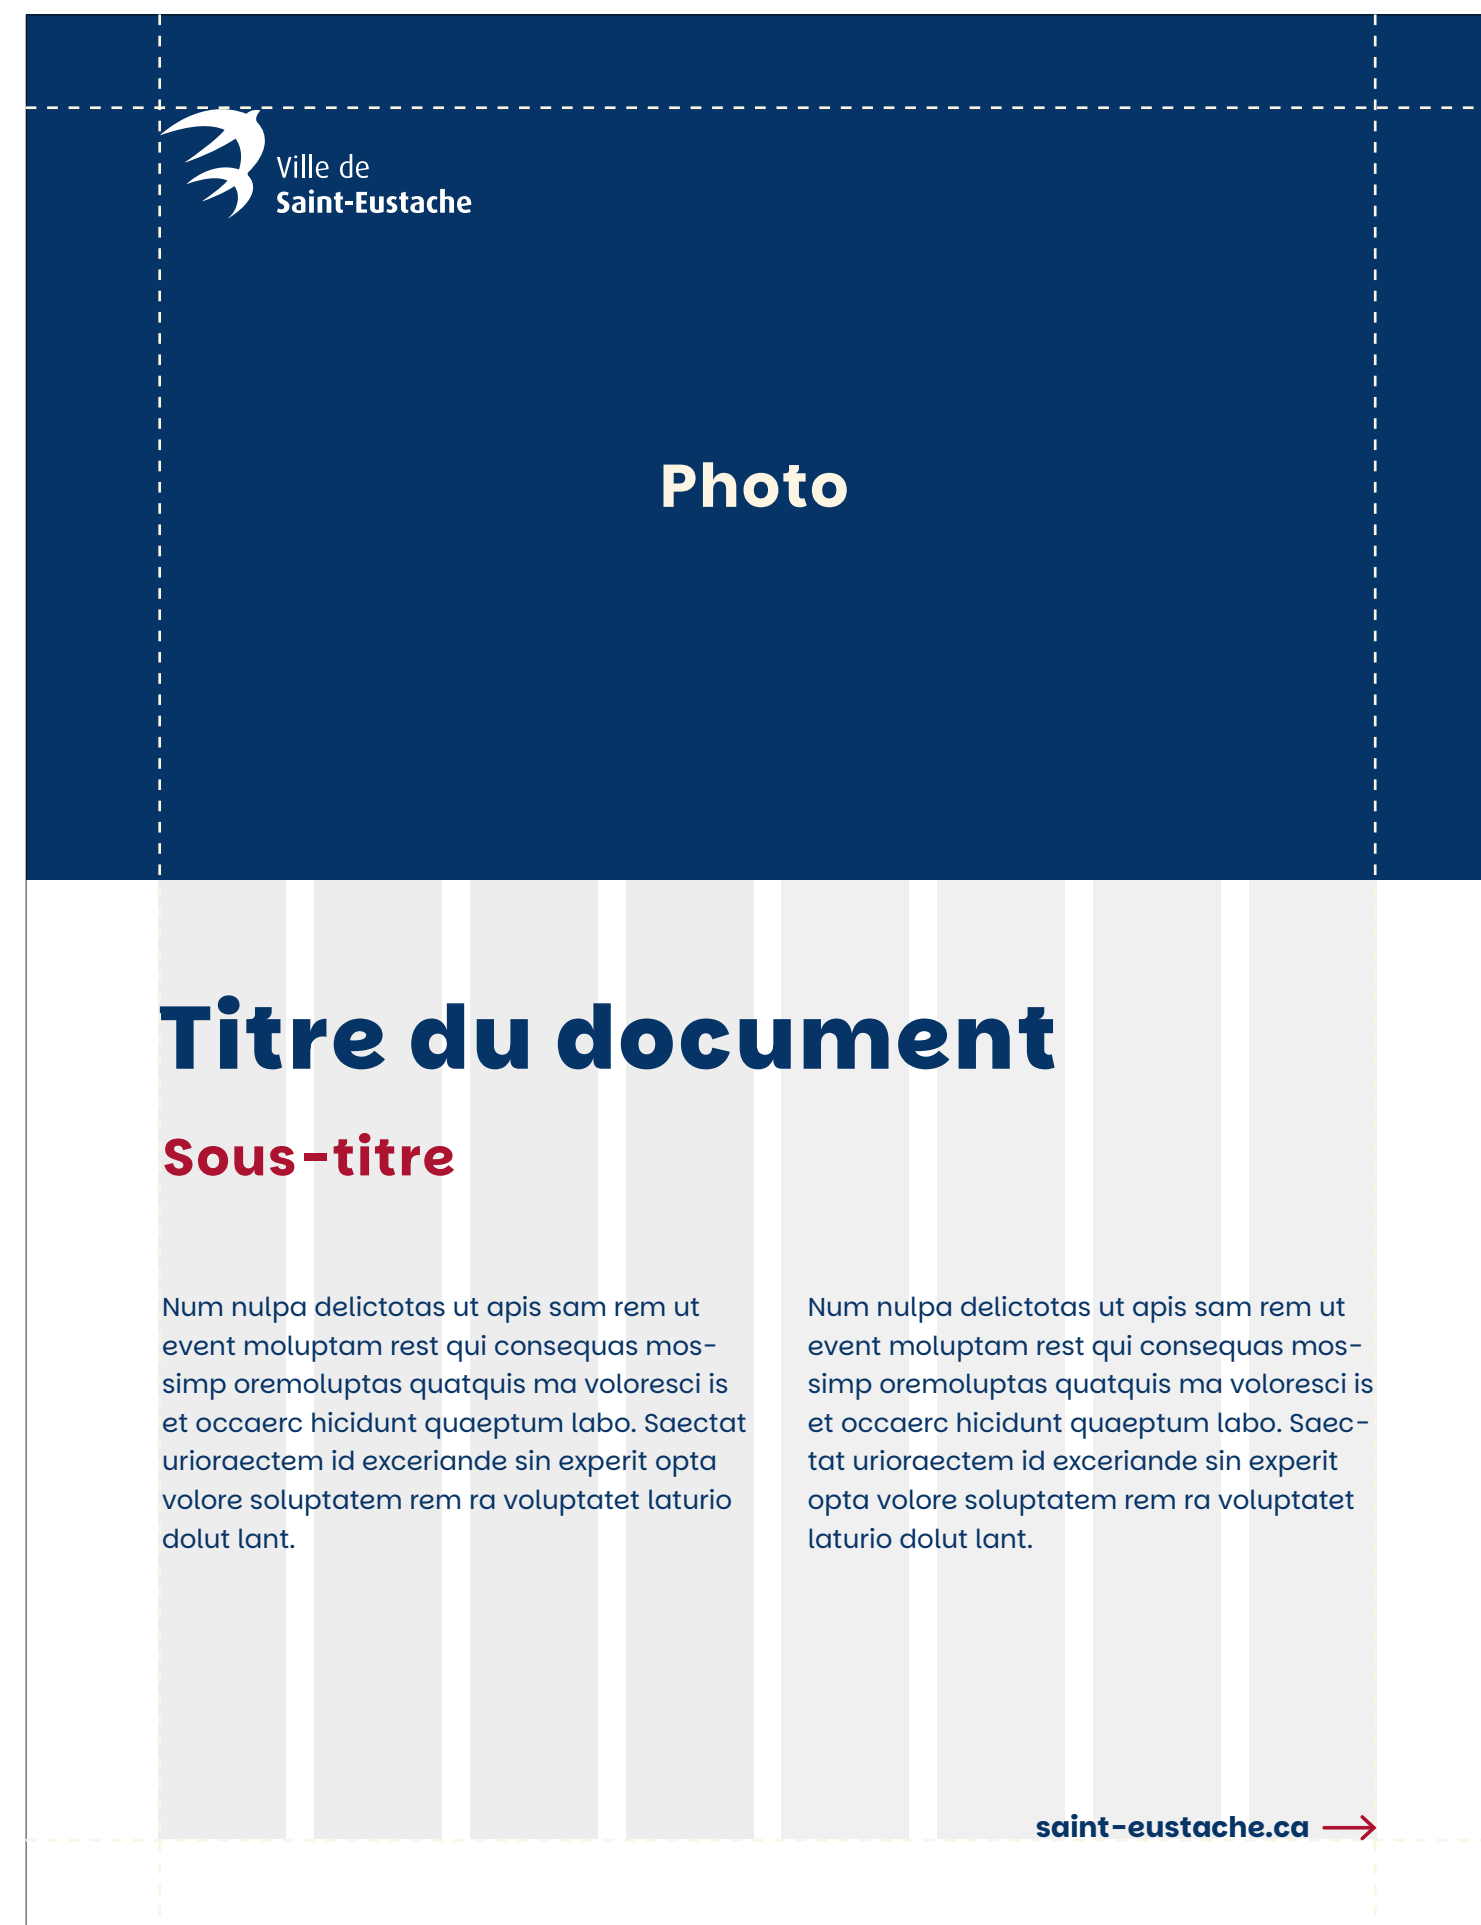 Ville de
Saint-Eustache
Photo
Titre du document
Sous-titre
Num nulpa delictotas ut apis sam rem ut
event moluptam rest qui consequas mos-
simp oremoluptas quatquis ma voloresci is
et occaerc hicidunt quaeptum labo. Saectat
urioraectem id exceriande sin experit opta
volore soluptatem rem ra voluptatet laturio
dolut lant.
Num nulpa delictotas ut apis sam rem ut
event moluptam rest qui consequas mos-
simp oremoluptas quatquis ma voloresci is
et occaerc hicidunt quaeptum labo. Saec-
tat urioraectem id exceriande sin experit
opta volore soluptatem rem ra voluptatet
laturio dolut lant.
saint-eustache.ca